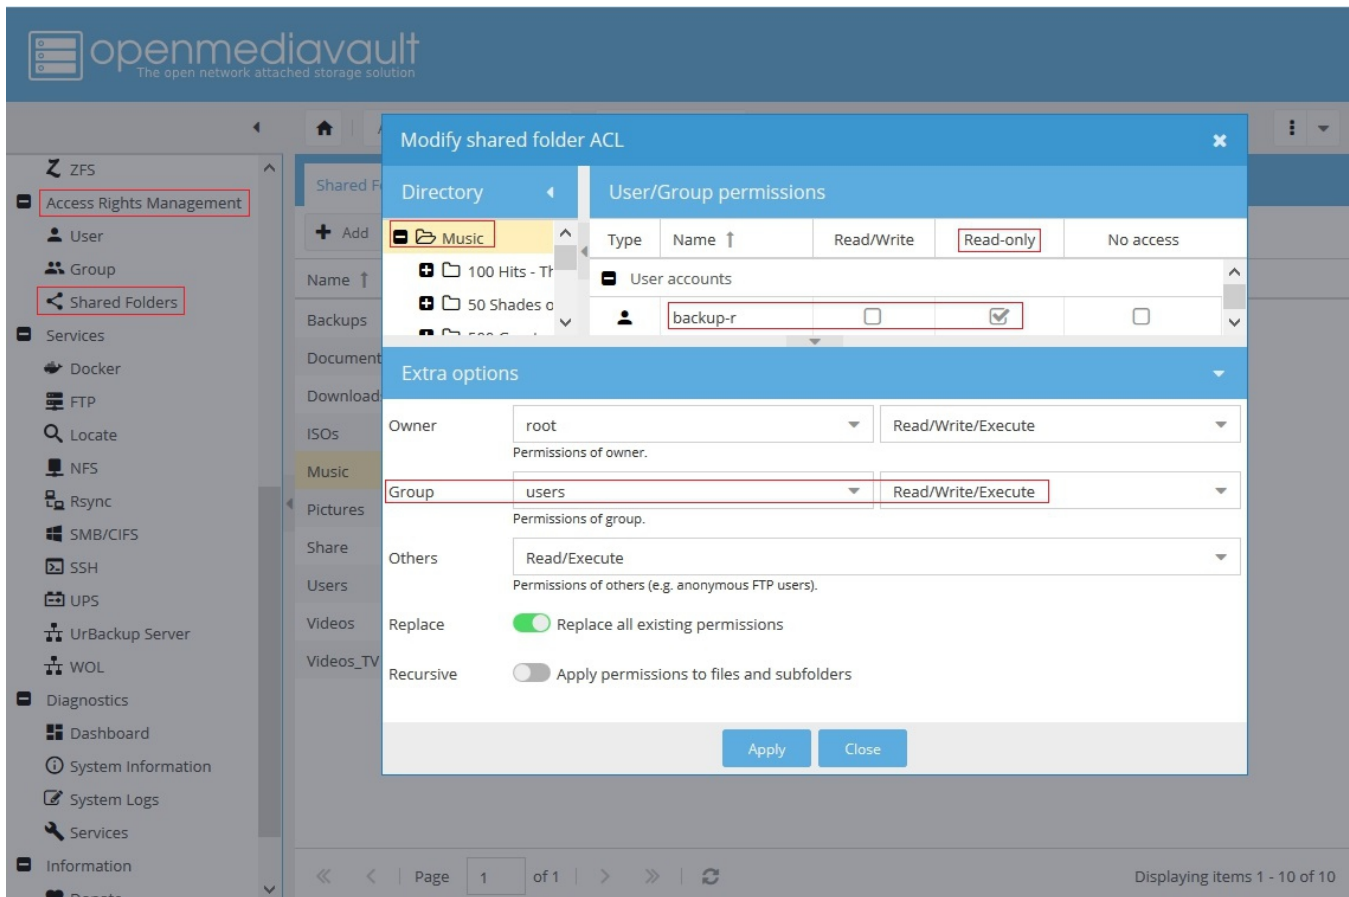 openmediavault
The open network attached storage solution
ZFS
Access Rights Management
User
Group
Shared Folders
Services
Docker
FTP
Locate
NFS
Rsync
SMB/CIFS
SSH
UPS
UrBackup Server
WOL
Diagnostics
Dashboard
System Information
System Logs
Services
Information
Shared F
Add
Name
Backups
Document
Download
ISOs
Music
Pictures
Share
Users
Videos
Videos_TV
Modify shared folder ACL
Directory
Music
100 Hits - Th
50 Shades o
User/Group permissions
Type Name Read/Write Read-only No access
User accounts
backup-r
Extra options
Owner root Read/Write/Execute
Permissions of owner.
Group users Read/Write/Execute
Permissions of group.
Others Read/Execute
Permissions of others (e.g. anonymous FTP users).
Replace Replace all existing permissions
Recursive Apply permissions to files and subfolders
Apply Close
Page 1 of 1 Displaying items 1 - 10 of 10